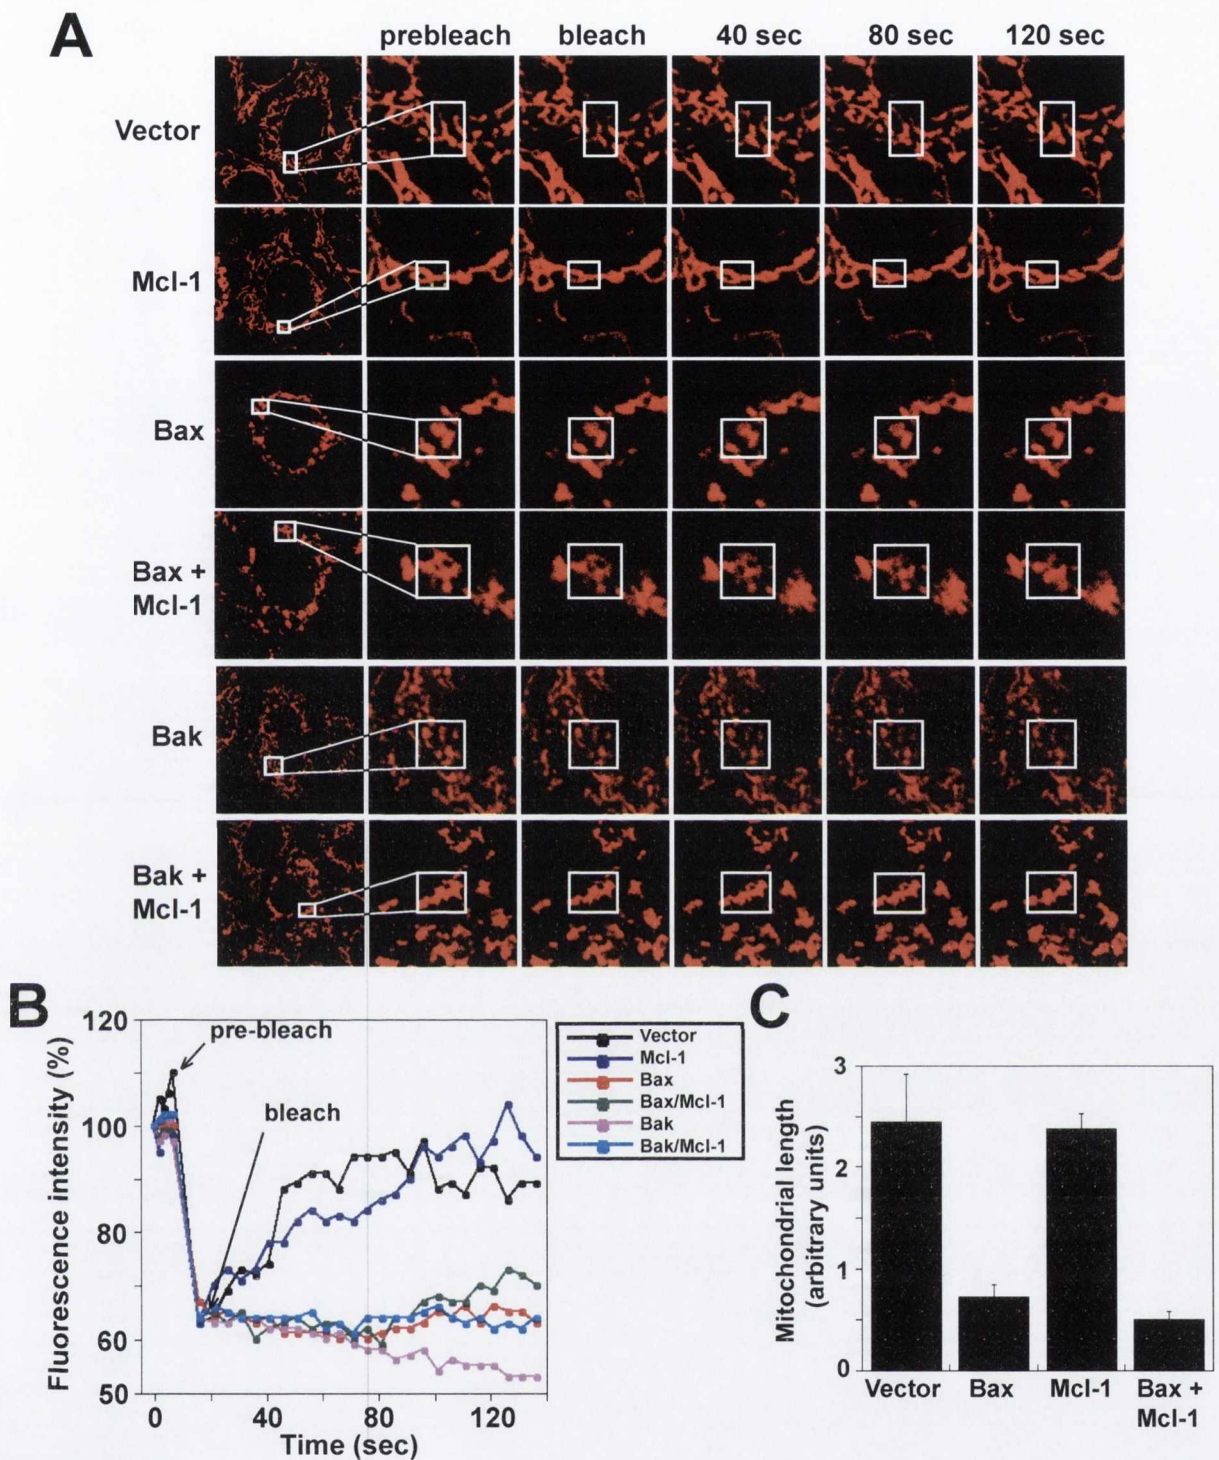 A
prebleach bleach 40 sec 80 sec 120 sec
Vector
Mcl-1
Bax
Bax +
Mcl-1
Bak
Bak +
Mcl-1
B
120
100
80
60
50
Fluorescence intensity (%)
pre-bleach
bleach
0 40 80 120
Time (sec)
Vector
Mcl-1
Bax
Bax/Mcl-1
Bak
Bak/Mcl-1
C
3
2
1
0
Mitochondrial length
(arbitrary units)
Vector Bax Mcl-1 Bax +
Mcl-1